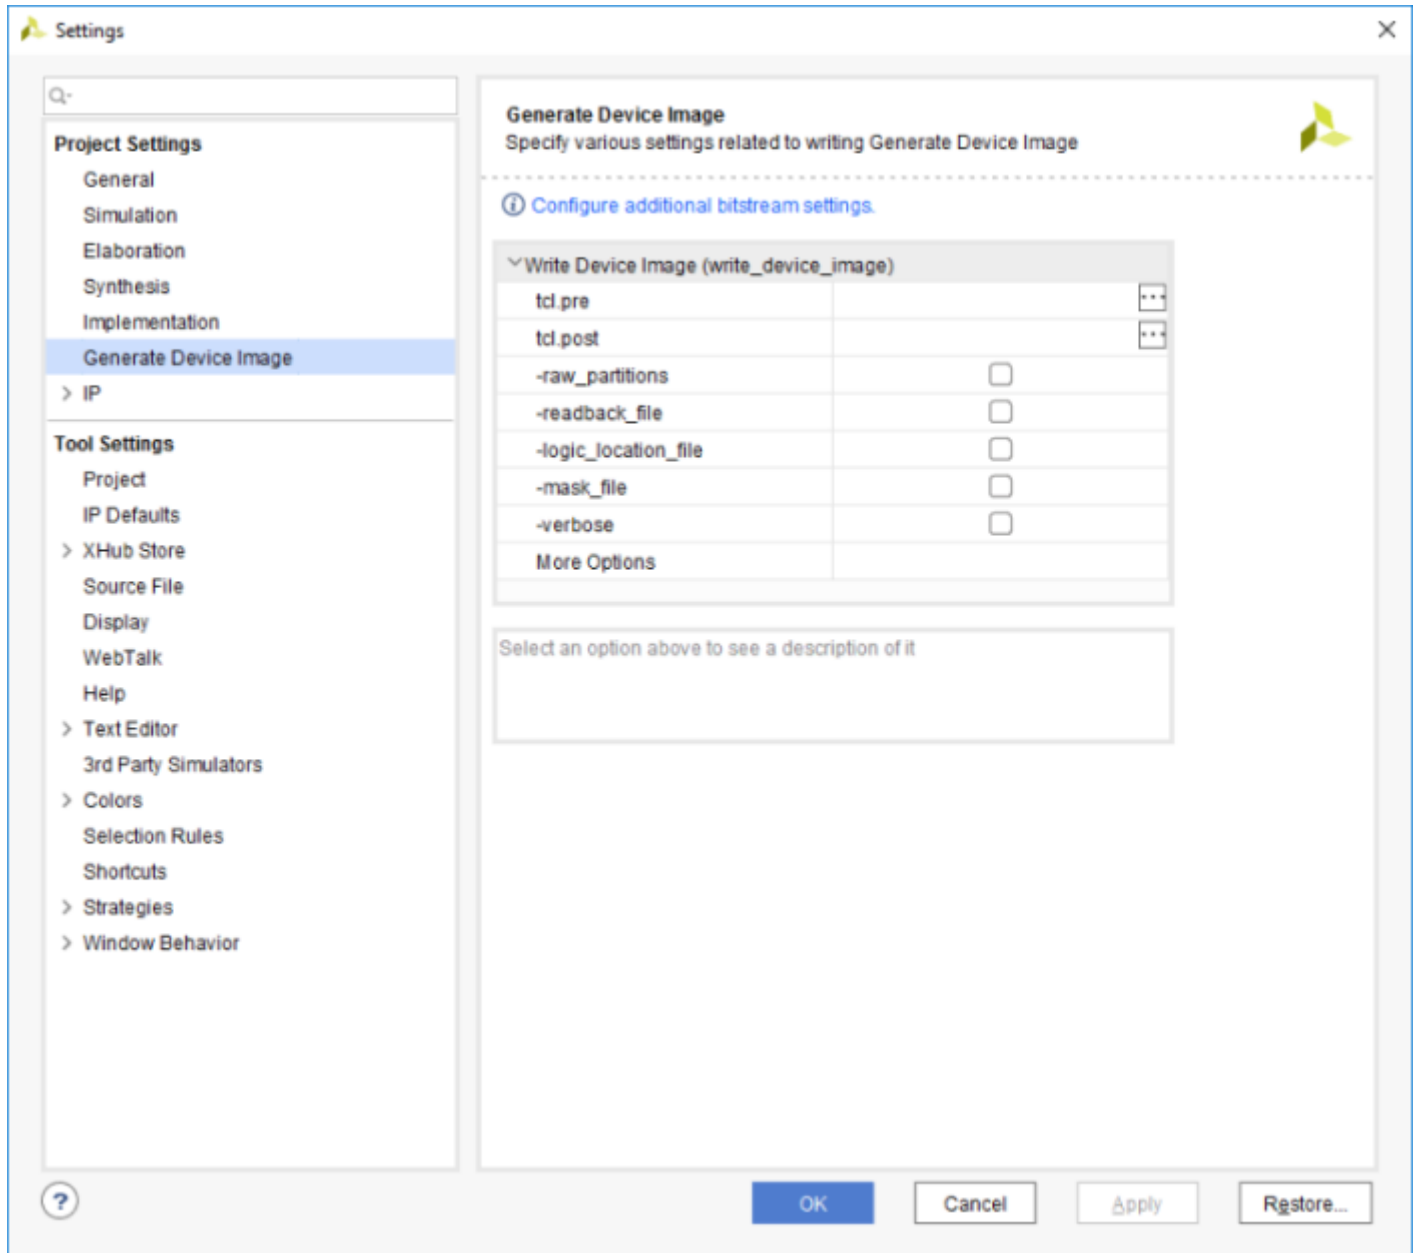 Settings
Project Settings
General
Simulation
Elaboration
Synthesis
Implementation
Generate Device Image
IP
Tool Settings
Project
IP Defaults
XHub Store
Source File
Display
WebTalk
Help
Text Editor
3rd Party Simulators
Colors
Selection Rules
Shortcuts
Strategies
Window Behavior
Generate Device Image
Specify various settings related to writing Generate Device Image
Configure additional bitstream settings.
Write Device Image (write_device_image)
tcl.pre
tcl.post
-raw_partitions
-readback_file
-logic_location_file
-mask_file
-verbose
More Options
Select an option above to see a description of it
?
OK
Cancel
Apply
Restore...